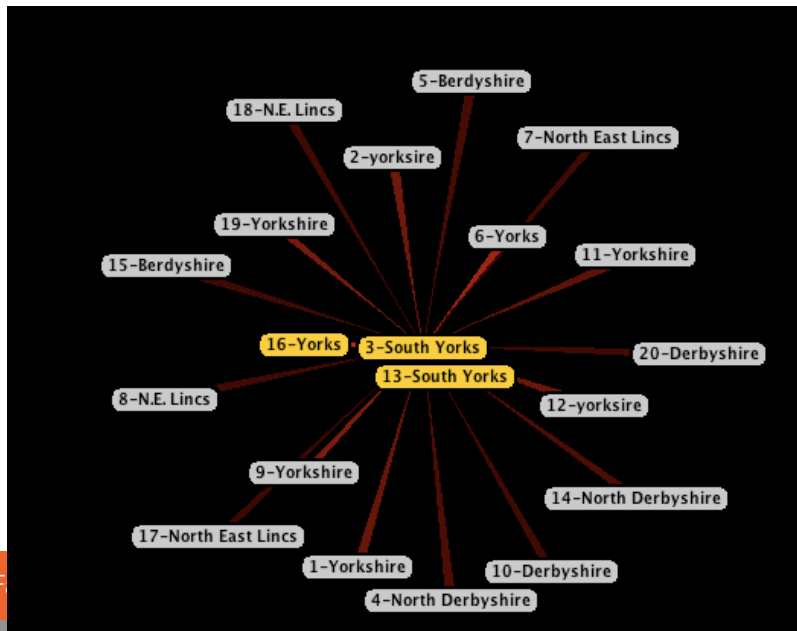 5-Berdyshire
18-N.E. Lincs
7-North East Lincs
2-yorksire
19-Yorkshire
6-Yorks
11-Yorkshire
15-Berdyshire
16-Yorks
3-South Yorks
20-Derbyshire
13-South Yorks
8-N.E. Lincs
12-yorksire
9-Yorkshire
14-North Derbyshire
17-North East Lincs
1-Yorkshire
10-Derbyshire
4-North Derbyshire